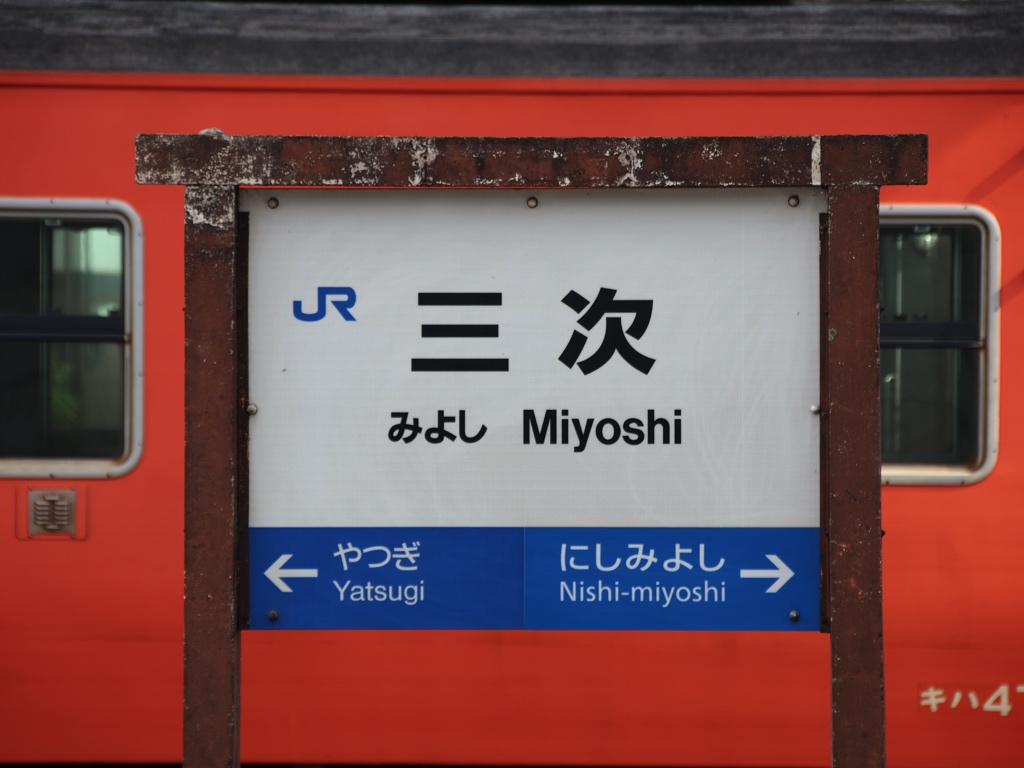 JR 三次
みよし Miyoshi
← やつぎ
Yatsugi
にしみよし →
Nishi-miyoshi
キハ47